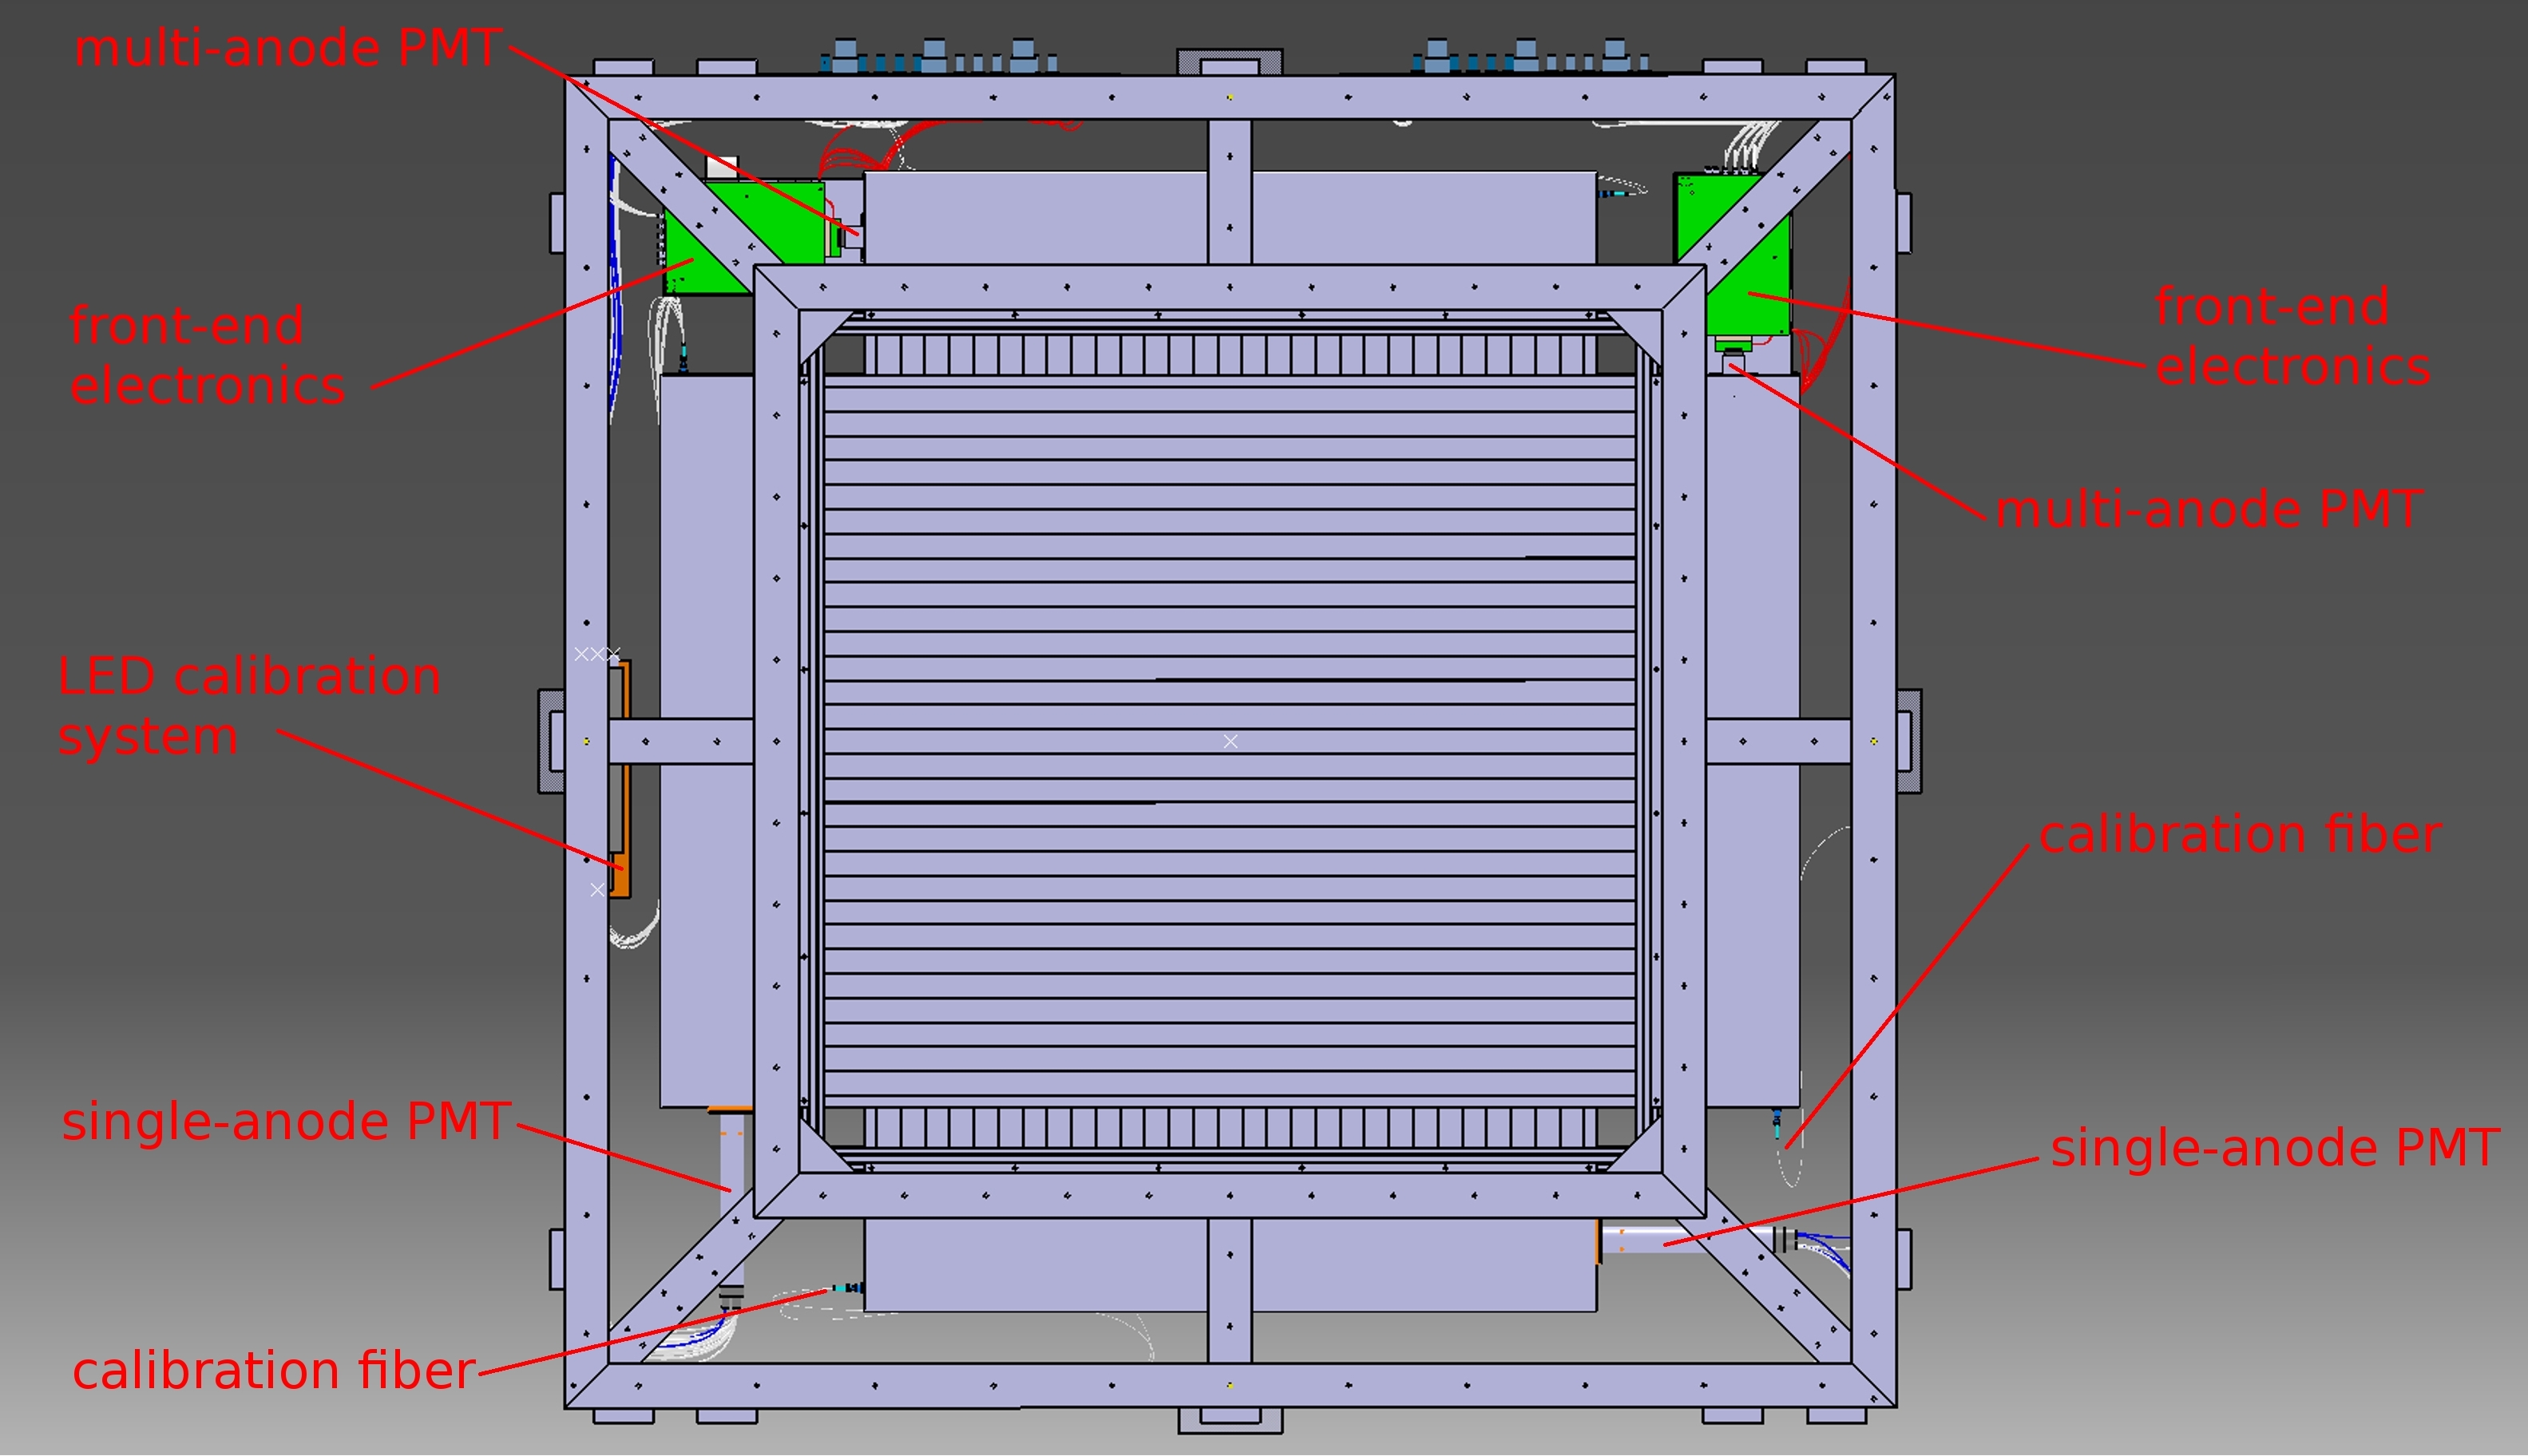 multi-anode PMT
front-end
electronics
front-end
electronics
multi-anode PMT
LED calibration
system
calibration fiber
single-anode PMT
single-anode PMT
calibration fiber